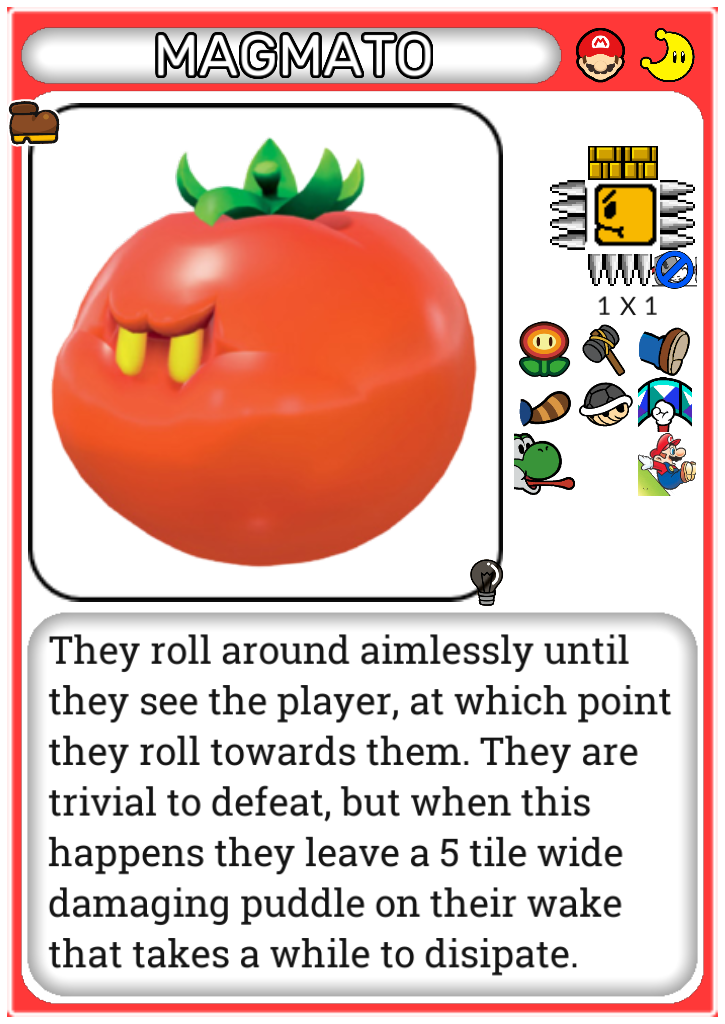 MAGMATO
1 X 1
They roll around aimlessly until
they see the player, at which point
they roll towards them. They are
trivial to defeat, but when this
happens they leave a 5 tile wide
damaging puddle on their wake
that takes a while to disipate.